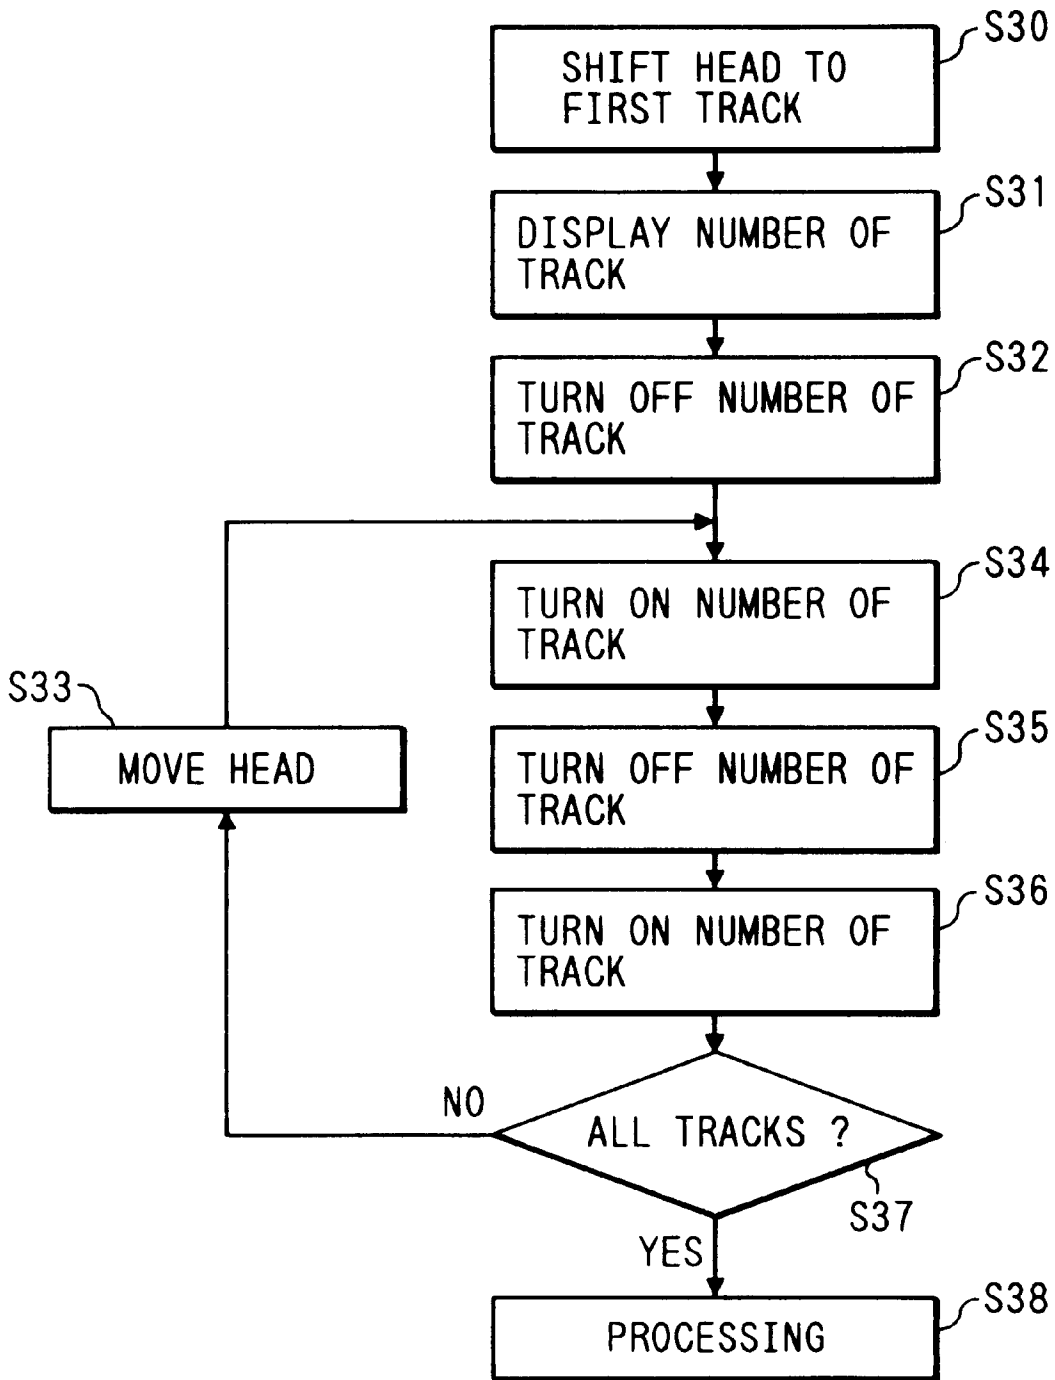 S30
SHIFT HEAD TO
FIRST TRACK
S31
DISPLAY NUMBER OF
TRACK
S32
TURN OFF NUMBER OF
TRACK
S34
TURN ON NUMBER OF
TRACK
S33
MOVE HEAD
S35
TURN OFF NUMBER OF
TRACK
S36
TURN ON NUMBER OF
TRACK
NO
ALL TRACKS ?
S37
YES
S38
PROCESSING